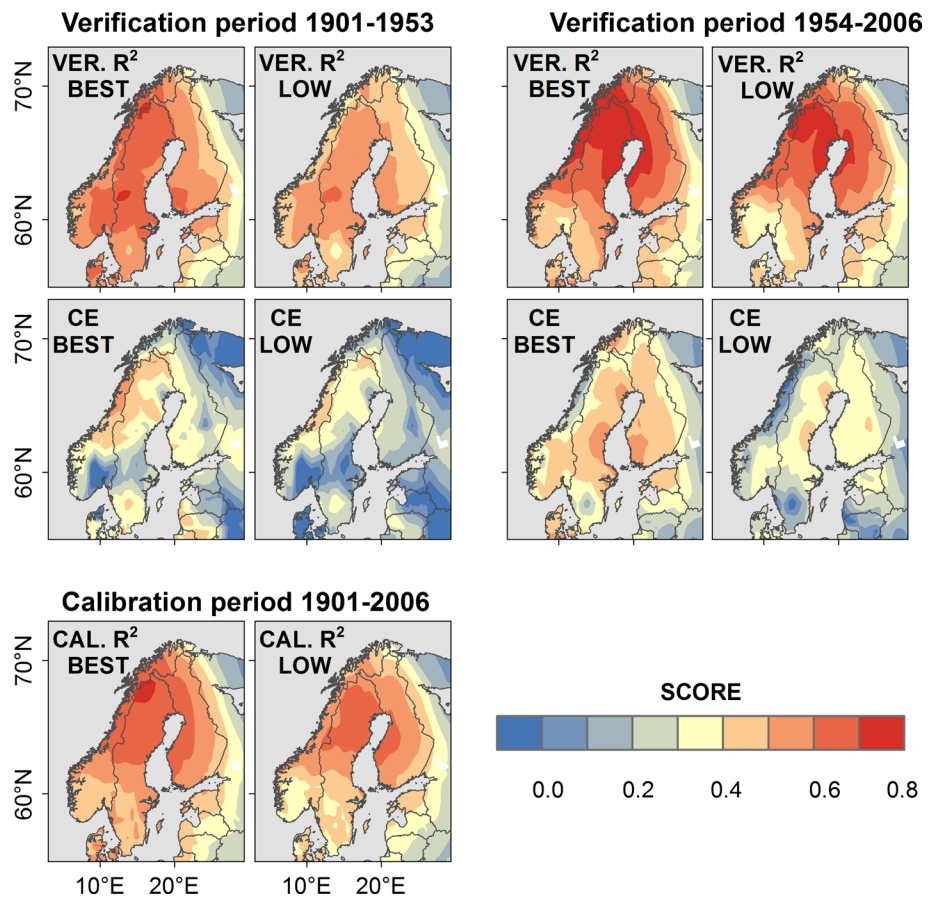 Verification period 1901-1953
Verification period 1954-2006
VER. R²
BEST
VER. R²
LOW
VER. R²
BEST
VER. R²
LOW
70°N
60°N
CE
BEST
CE
LOW
CE
BEST
CE
LOW
70°N
60°N
Calibration period 1901-2006
CAL. R²
BEST
CAL. R²
LOW
70°N
60°N
10°E 20°E 10°E 20°E
SCORE
0.0 0.2 0.4 0.6 0.8